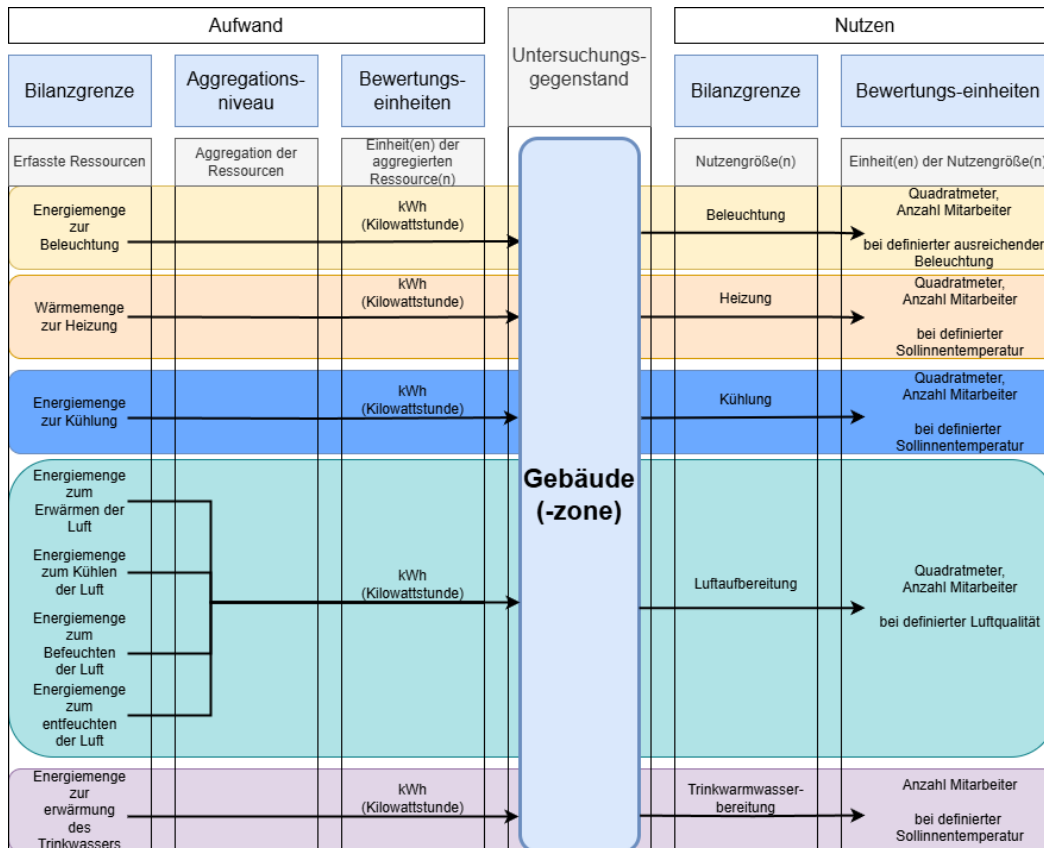 Aufwand
Untersuchungs-
gegenstand
Nutzen
Bilanzgrenze
Aggregations-
niveau
Bewertungs-
einheiten
Bilanzgrenze
Bewertungs-einheiten
Erfasste Ressourcen
Aggregation der
Ressourcen
Einheit(en) der
aggregierten
Ressource(n)
Nutzengröße(n)
Einheit(en) der Nutzengröße(n)
Energiemenge
zur
Beleuchtung
kWh
(Kilowattstunde)
Beleuchtung
Quadratmeter,
Anzahl Mitarbeiter
bei definierter ausreichender
Beleuchtung
Wärmemenge
zur Heizung
kWh
(Kilowattstunde)
Heizung
Quadratmeter,
Anzahl Mitarbeiter
bei definierter
Sollinnentemperatur
Energiemenge
zur Kühlung
kWh
(Kilowattstunde)
Kühlung
Quadratmeter,
Anzahl Mitarbeiter
bei definierter
Sollinnentemperatur
Gebäude
(-zone)
Energiemenge
zum
Erwärmen der
Luft
Energiemenge
zum Kühlen
der Luft
Energiemenge
zum
Befeuchten
der Luft
Energiemenge
zum
entfeuchten
der Luft
kWh
(Kilowattstunde)
Luftaufbereitung
Quadratmeter,
Anzahl Mitarbeiter
bei definierter Luftqualität
Energiemenge
zur
erwärmung
des
Trinkwassers
kWh
(Kilowattstunde)
Trinkwarmwasser-
bereitung
Anzahl Mitarbeiter
bei definierter
Sollinnentemperatur